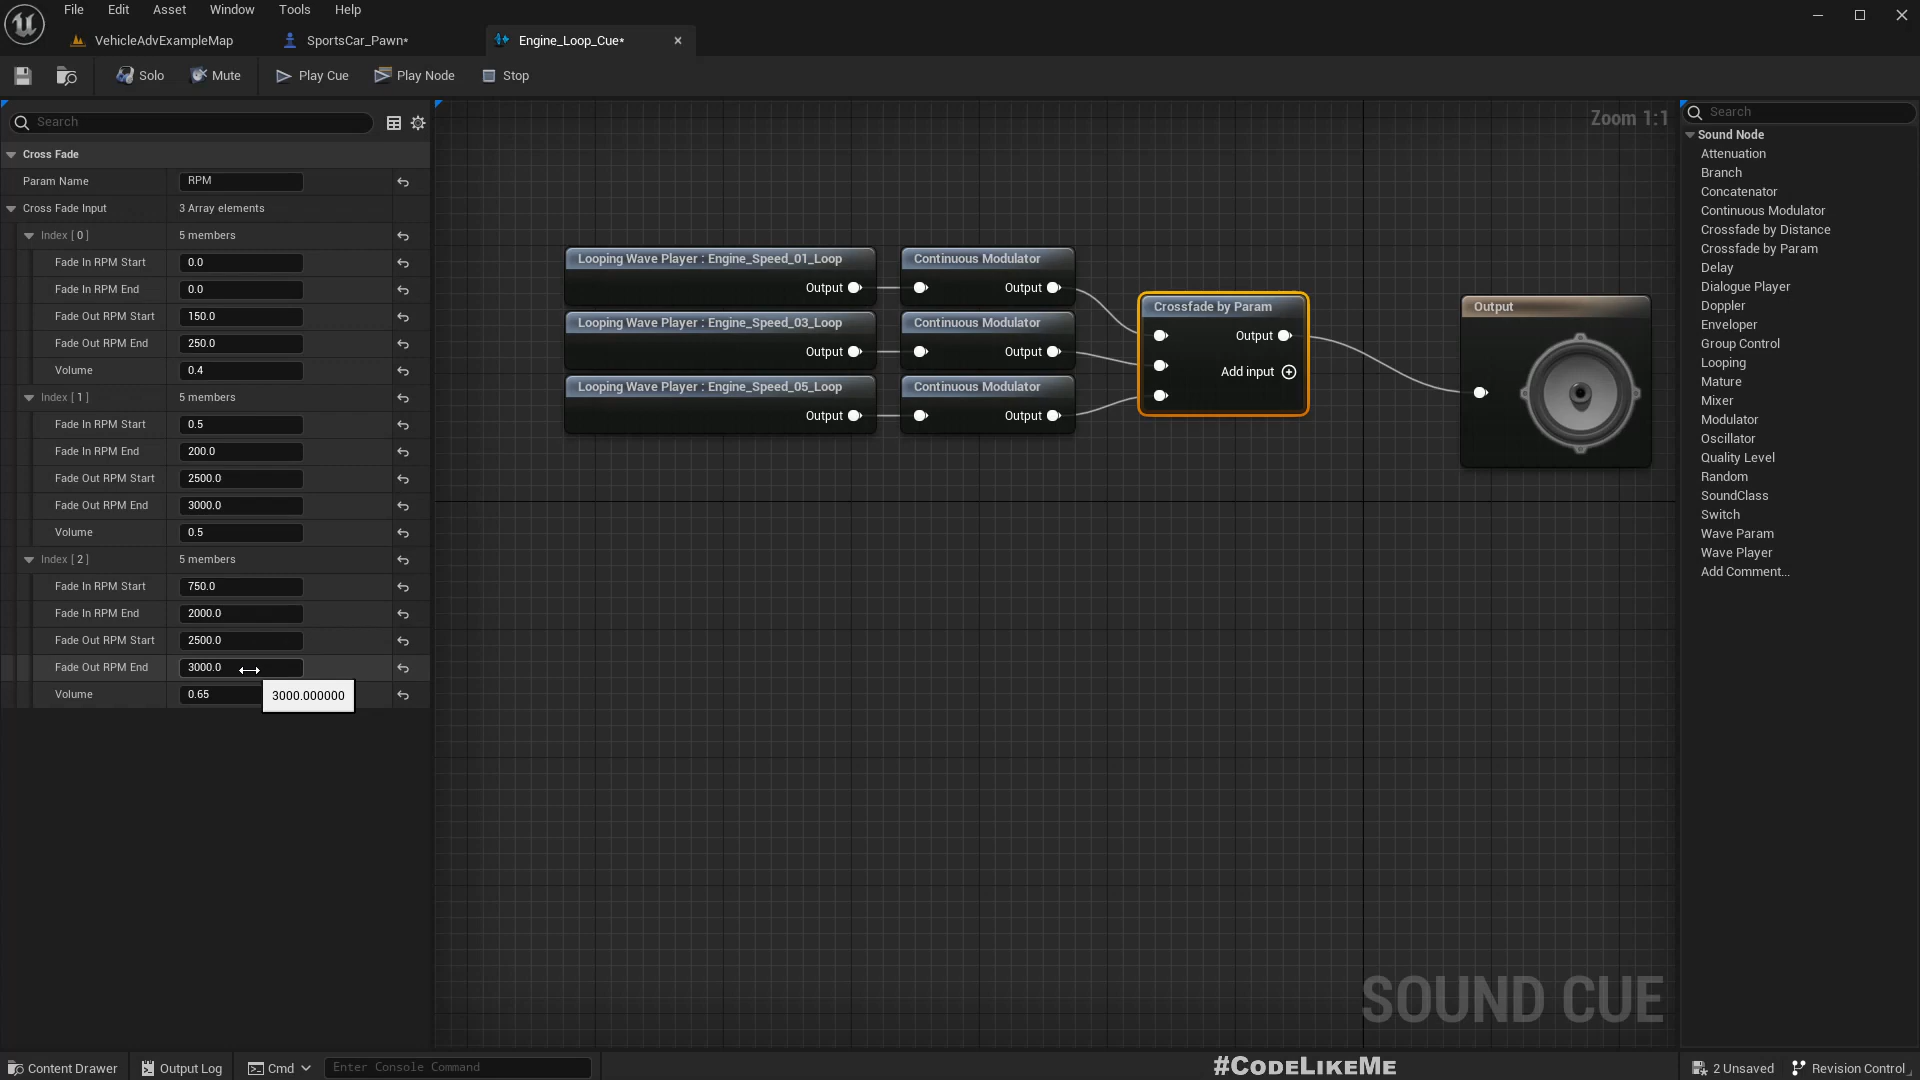 File Edit Asset Window Tools Help
VehicleAdvExampleMap SportsCar_Pawn* Engine_Loop_Cue*
Solo Mute Play Cue Play Node Stop
Search
Cross Fade
Param Name RPM
Cross Fade Input 3 Array elements
Index [ 0 ] 5 members
Fade In RPM Start 0.0
Fade In RPM End 0.0
Fade Out RPM Start 150.0
Fade Out RPM End 250.0
Volume 0.4
Index [ 1 ] 5 members
Fade In RPM Start 0.5
Fade In RPM End 200.0
Fade Out RPM Start 2500.0
Fade Out RPM End 3000.0
Volume 0.5
Index [ 2 ] 5 members
Fade In RPM Start 750.0
Fade In RPM End 2000.0
Fade Out RPM Start 2500.0
Fade Out RPM End 3000.0
Volume 0.65
3000.000000
Zoom 1:1
Looping Wave Player : Engine_Speed_01_Loop
Output
Continuous Modulator
Output
Looping Wave Player : Engine_Speed_03_Loop
Output
Continuous Modulator
Output
Looping Wave Player : Engine_Speed_05_Loop
Output
Continuous Modulator
Output
Crossfade by Param
Output
Add input
Output
SOUND CUE
Search
Sound Node
Attenuation
Branch
Concatenator
Continuous Modulator
Crossfade by Distance
Crossfade by Param
Delay
Dialogue Player
Doppler
Enveloper
Group Control
Looping
Mature
Mixer
Modulator
Oscillator
Quality Level
Random
SoundClass
Switch
Wave Param
Wave Player
Add Comment...
Content Drawer Output Log Cmd Enter Console Command
#CodeLikeMe
2 Unsaved Revision Control